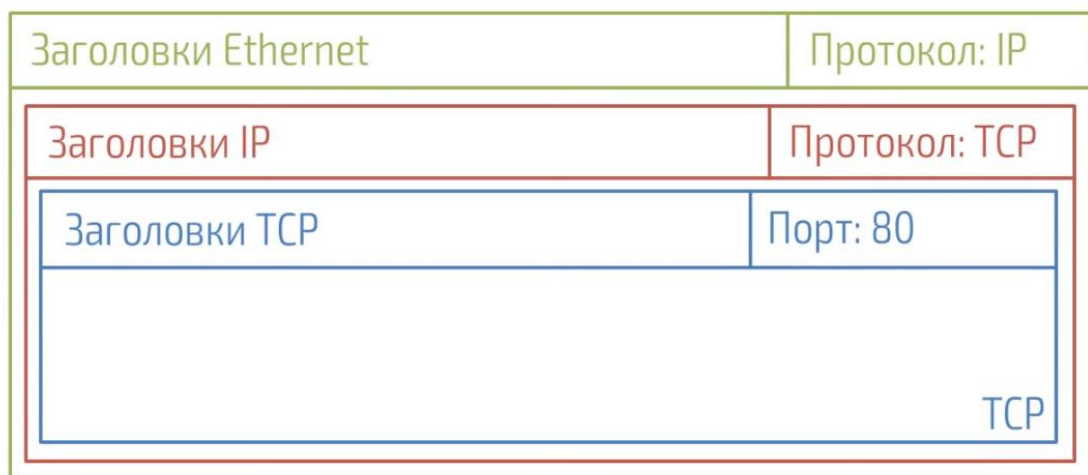 Заголовки Ethernet
Протокол: IP
Заголовки IP
Протокол: TCP
Заголовки TCP
Порт: 80
TCP